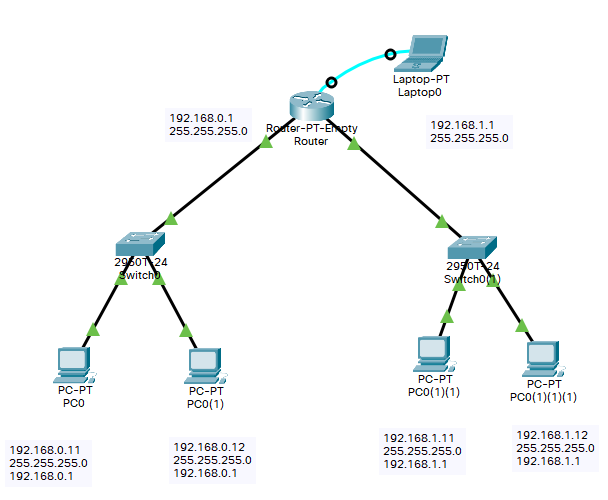 Laptop-PT
Laptop0
192.168.0.1
255.255.255.0
Router-PT-Empty
Router
192.168.1.1
255.255.255.0
2950T-24
Switch0
2950T-24
Switch0(1)
PC-PT
PC0
PC-PT
PC0(1)
PC-PT
PC0(1)(1)
PC-PT
PC0(1)(1)(1)
192.168.0.11
255.255.255.0
192.168.0.1
192.168.0.12
255.255.255.0
192.168.0.1
192.168.1.11
255.255.255.0
192.168.1.1
192.168.1.12
255.255.255.0
192.168.1.1